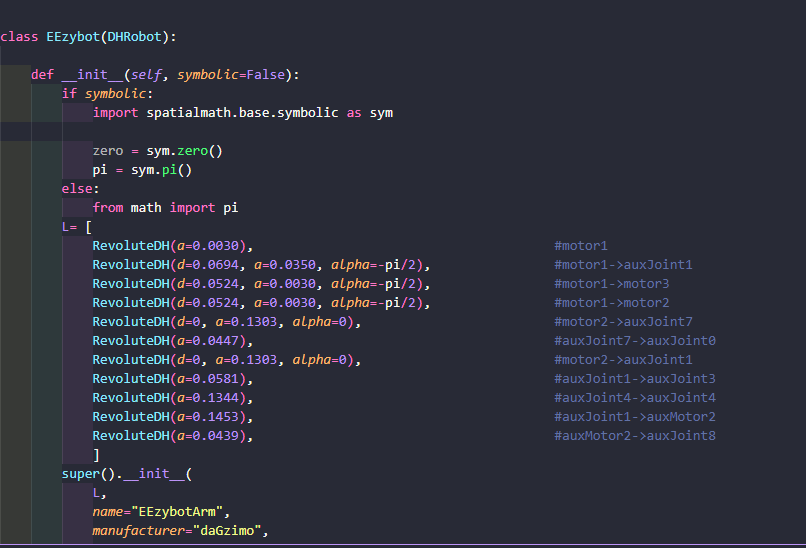 class EEzybot(DHRobot):
def __init__(self, symbolic=False):
if symbolic:
import spatialmath.base.symbolic as sym
zero = sym.zero()
pi = sym.pi()
else:
from math import pi
L= [
RevoluteDH(a=0.0030), #motor1
RevoluteDH(d=0.0694, a=0.0350, alpha=-pi/2), #motor1->auxJoint1
RevoluteDH(d=0.0524, a=0.0030, alpha=-pi/2), #motor1->motor3
RevoluteDH(d=0.0524, a=0.0030, alpha=-pi/2), #motor1->motor2
RevoluteDH(d=0, a=0.1303, alpha=0), #motor2->auxJoint7
RevoluteDH(a=0.0447), #auxJoint7->auxJoint0
RevoluteDH(d=0, a=0.1303, alpha=0), #motor2->auxJoint1
RevoluteDH(a=0.0581), #auxJoint1->auxJoint3
RevoluteDH(a=0.1344), #auxJoint4->auxJoint4
RevoluteDH(a=0.1453), #auxJoint1->auxMotor2
RevoluteDH(a=0.0439), #auxMotor2->auxJoint8
]
super().__init__(
L,
name="EEzybotArm",
manufacturer="daGzimo",